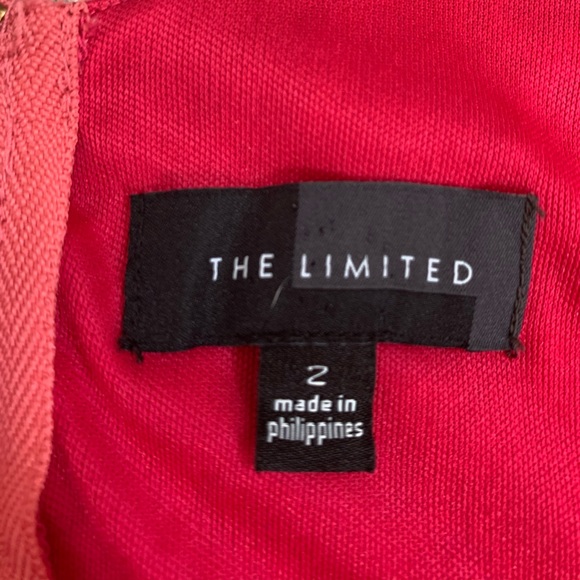 THE LIMITED
2
made in
philippines